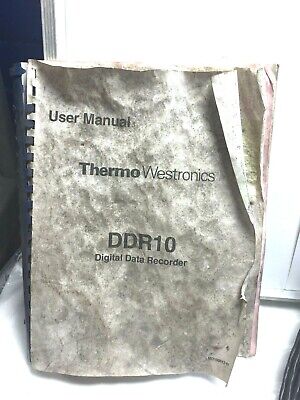 User Manual
ThermoWestronics
DDR10
Digital Data Recorder